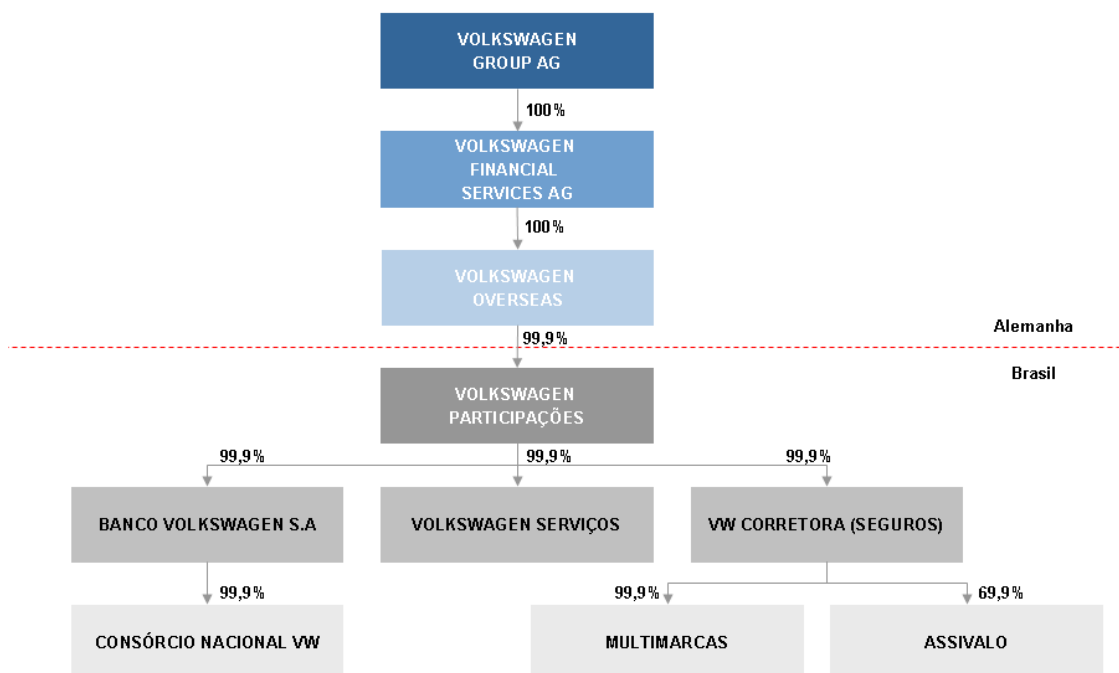 VOLKSWAGEN
GROUP AG
100%
VOLKSWAGEN
FINANCIAL
SERVICES AG
100%
VOLKSWAGEN
OVERSEAS
Alemanha
99,9%
Brasil
VOLKSWAGEN
PARTICIPAÇÕES
99,9% 99,9% 99,9%
BANCO VOLKSWAGEN S.A VOLKSWAGEN SERVIÇOS VW CORRETORA (SEGUROS)
99,9% 99,9% 69,9%
CONSÓRCIO NACIONAL VW MULTIMARCAS ASSIVALO